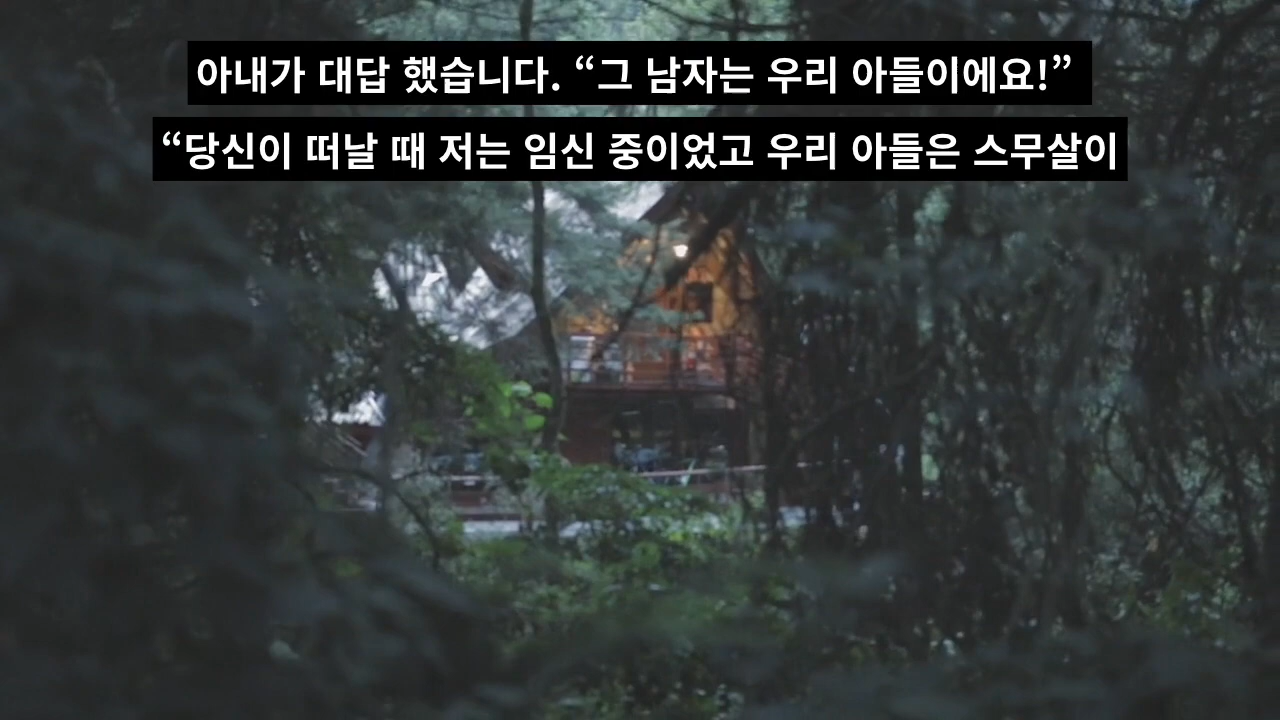 아내가 대답 했습니다. “그 남자는 우리 아들이에요!”
“당신이 떠날 때 저는 임신 중이었고 우리 아들은 스무살이